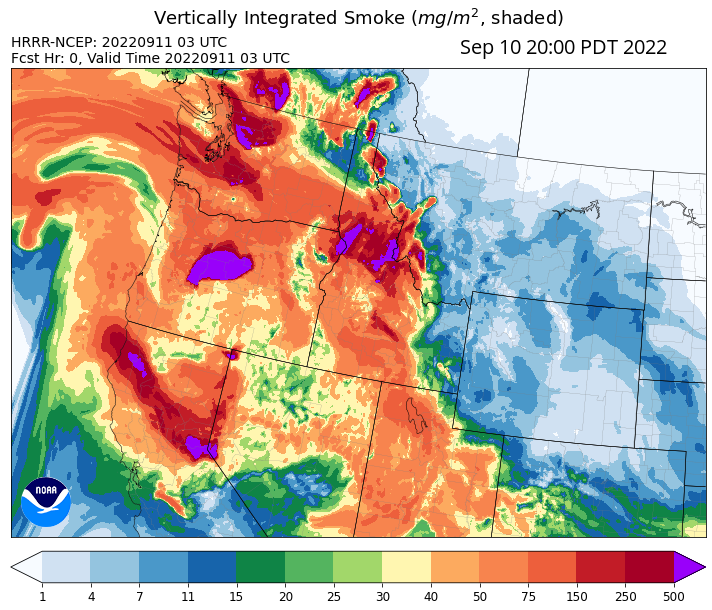 Vertically Integrated Smoke (mg/m², shaded)
HRRR-NCEP: 20220911 03 UTC
Fcst Hr: 0, Valid Time 20220911 03 UTC
Sep 10 20:00 PDT 2022
NOAA
1 4 7 11 15 20 25 30 40 50 75 150 250 500